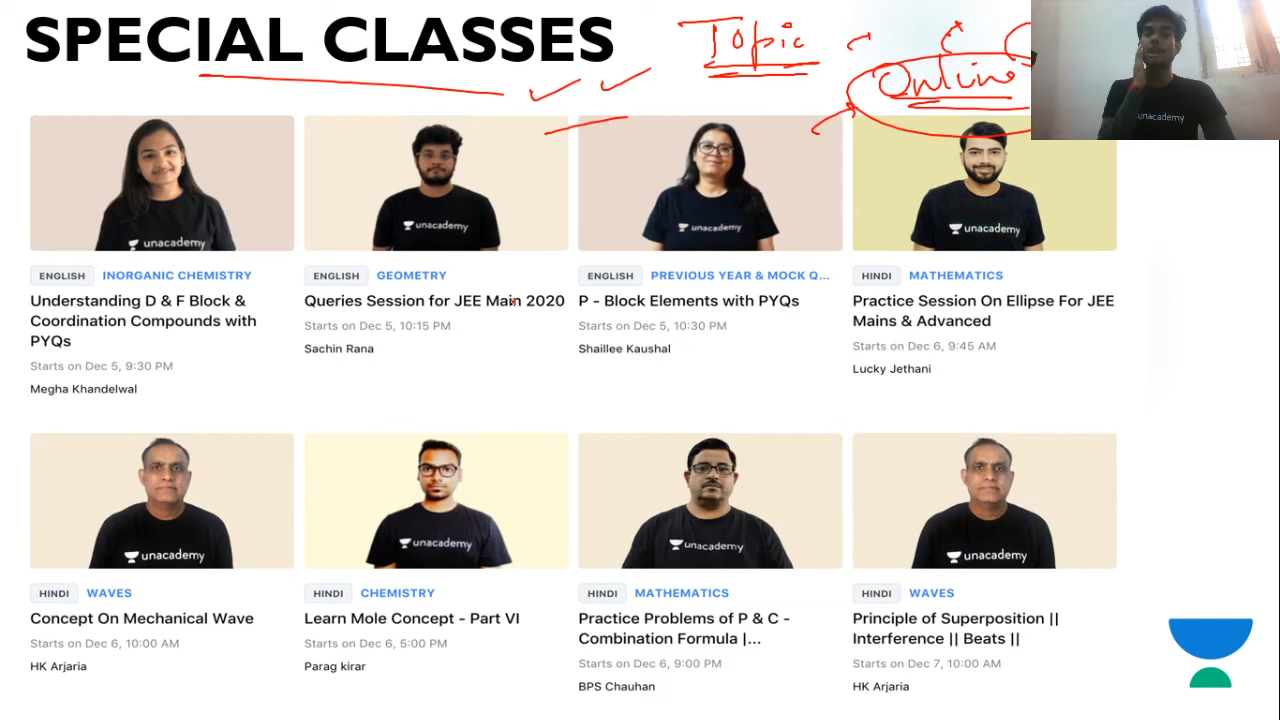 SPECIAL CLASSES
Topic
Online
unacademy
unacademy
unacademy
unacademy
unacademy
ENGLISH INORGANIC CHEMISTRY
Understanding D & F Block &
Coordination Compounds with
PYQs
Starts on Dec 5, 9:30 PM
Megha Khandelwal
ENGLISH GEOMETRY
Queries Session for JEE Main 2020
Starts on Dec 5, 10:15 PM
Sachin Rana
ENGLISH PREVIOUS YEAR & MOCK Q...
P - Block Elements with PYQs
Starts on Dec 5, 10:30 PM
Shaillee Kaushal
HINDI MATHEMATICS
Practice Session On Ellipse For JEE
Mains & Advanced
Starts on Dec 6, 9:45 AM
Lucky Jethani
unacademy
unacademy
unacademy
unacademy
HINDI WAVES
Concept On Mechanical Wave
Starts on Dec 6, 10:00 AM
HK Arjaria
HINDI CHEMISTRY
Learn Mole Concept - Part VI
Starts on Dec 6, 5:00 PM
Parag kirar
HINDI MATHEMATICS
Practice Problems of P & C -
Combination Formula |...
Starts on Dec 6, 9:00 PM
BPS Chauhan
HINDI WAVES
Principle of Superposition ||
Interference || Beats ||
Starts on Dec 7, 10:00 AM
HK Arjaria